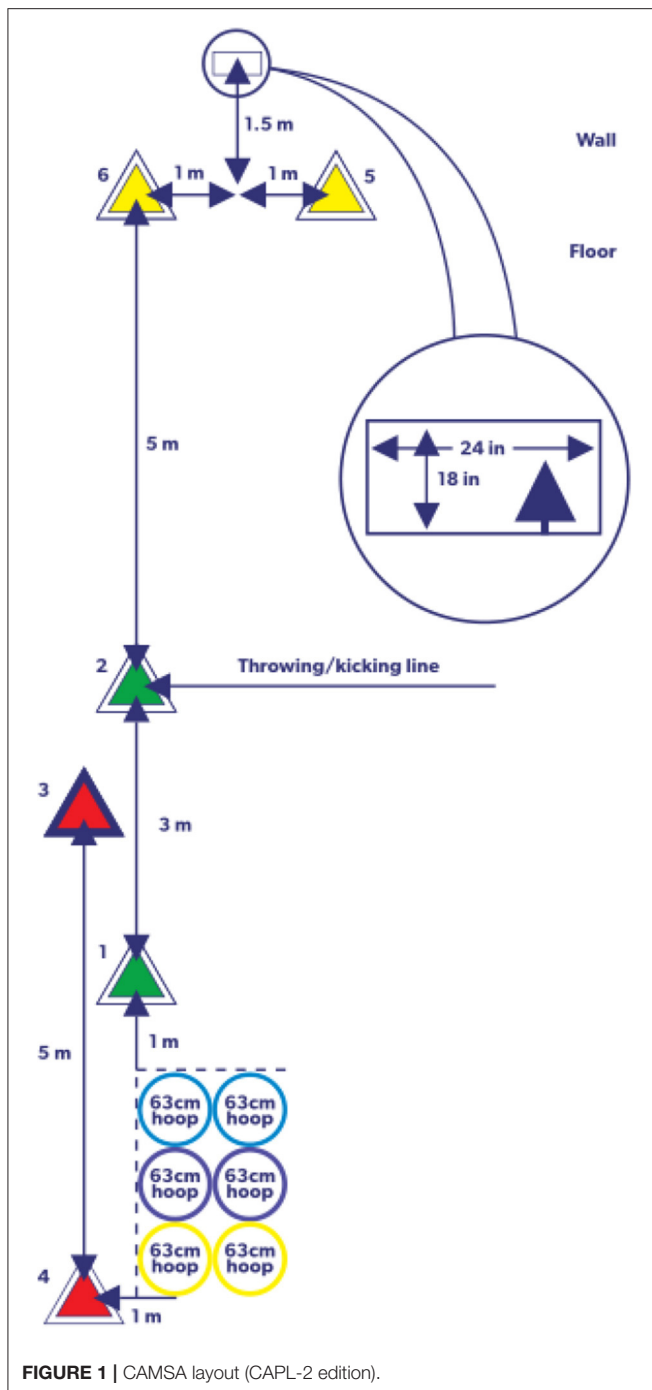 1.5 m
Wall
6
1 m
1 m
5
Floor
5 m
24 in
18 in
2
Throwing/kicking line
3
3 m
1
5 m
1 m
63cm
hoop
63cm
hoop
63cm
hoop
63cm
hoop
63cm
hoop
63cm
hoop
4
1 m
FIGURE 1 | CAMSA layout (CAPL-2 edition).